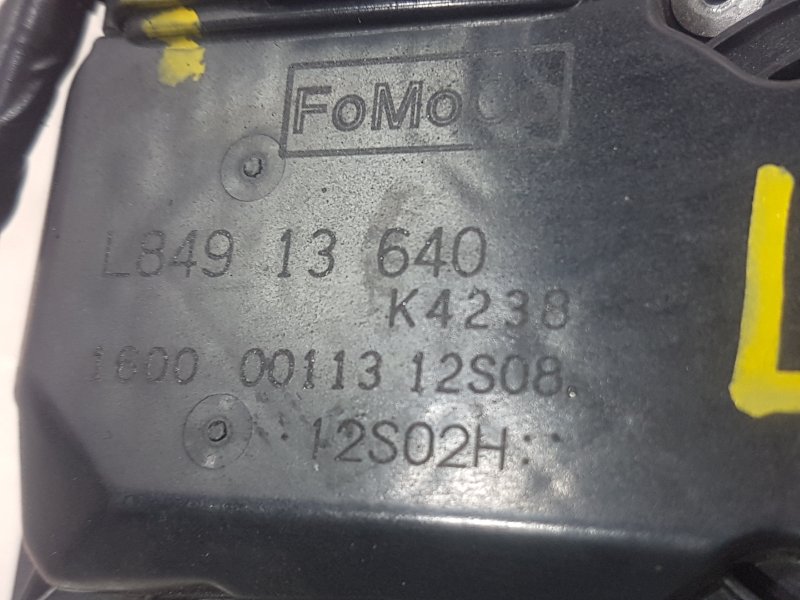 FoMoCo
L849 13 640
K4238
1600 00113 12S08
12S02H
L